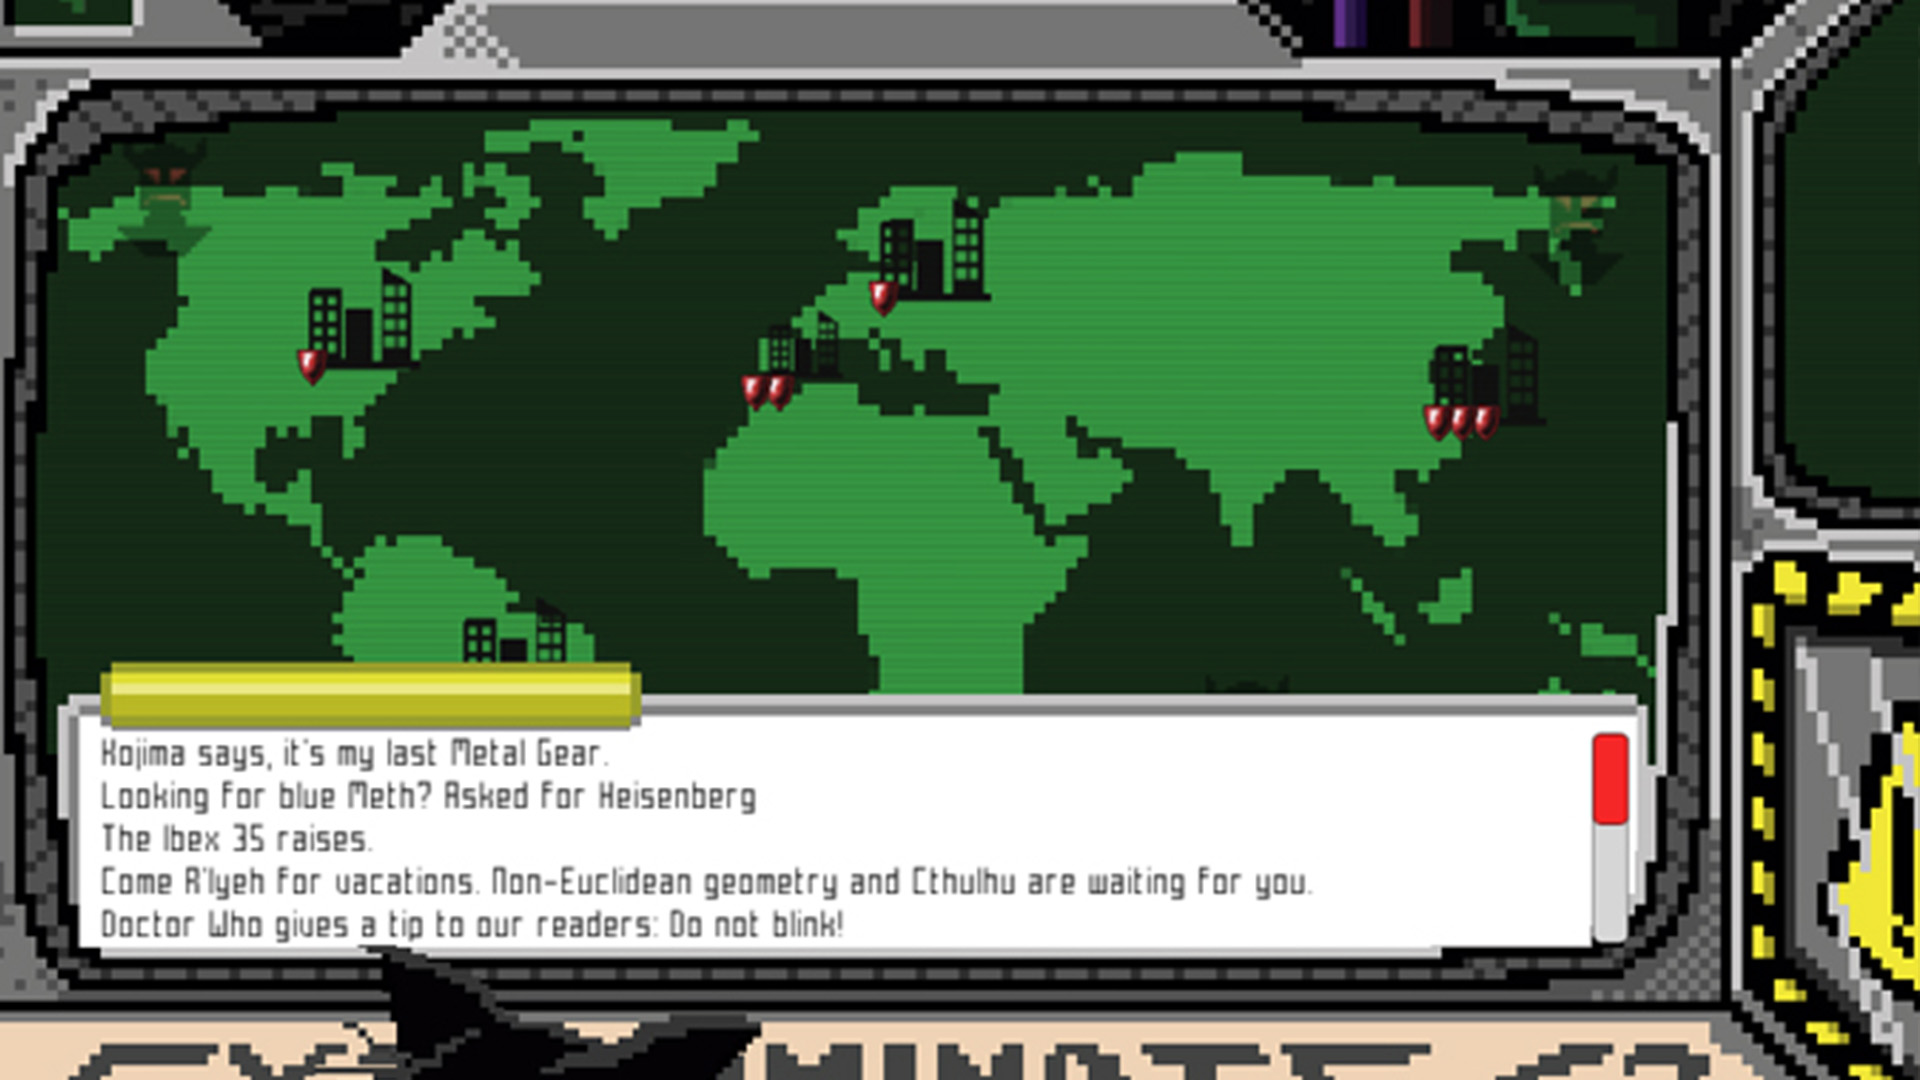 Kojima says, it's my last Metal Gear.
Looking for blue Meth? Asked for Heisenberg
The Ibex 35 raises.
Come R'lyeh for vacations. Non-Euclidean geometry and Cthulhu are waiting for you.
Doctor Who gives a tip to our readers: Do not blink!